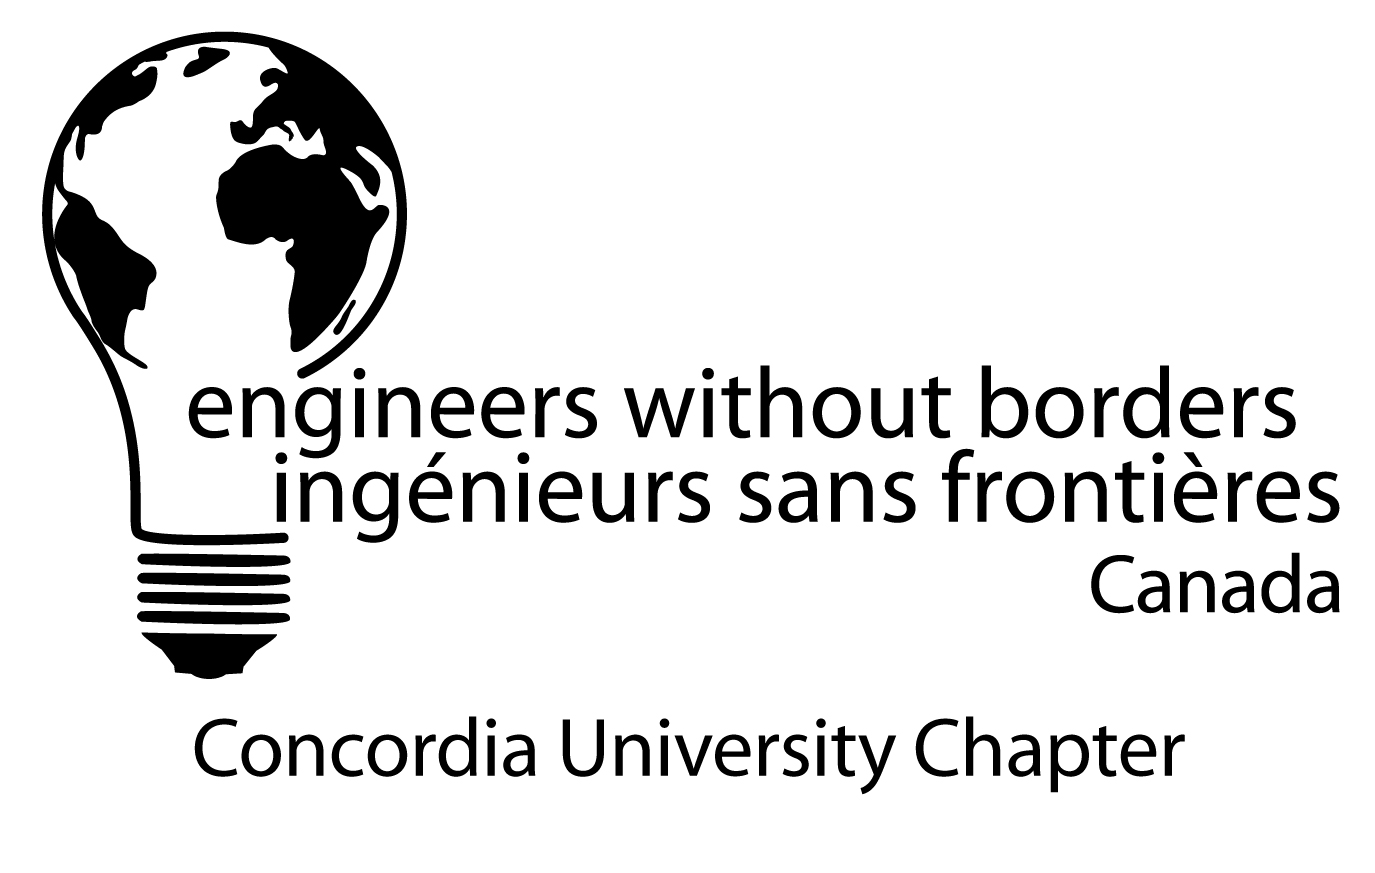 engineers without borders
ingénieurs sans frontières
Canada
Concordia University Chapter